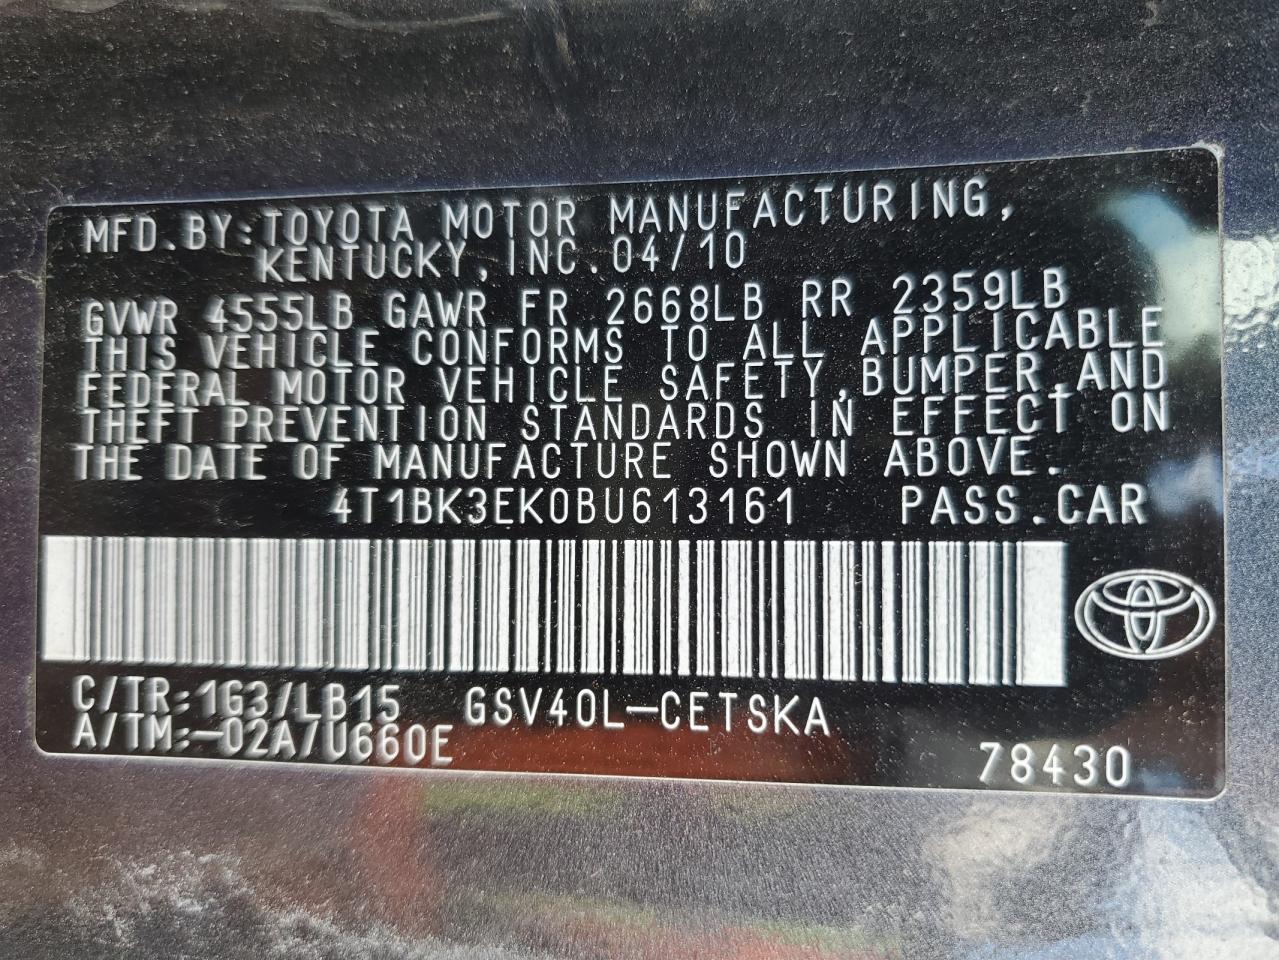 MFD.BY:TOYOTA MOTOR MANUFACTURING,
KENTUCKY,INC.04/10
GVWR 4555LB GAWR FR 2668LB RR 2359LB
THIS VEHICLE CONFORMS TO ALL APPLICABLE
FEDERAL MOTOR VEHICLE SAFETY,BUMPER,AND
THEFT PREVENTION STANDARDS IN EFFECT ON
THE DATE OF MANUFACTURE SHOWN ABOVE.
4T1BK3EK0BU613161 PASS.CAR
C/TR:1G3/LB15 GSV40L-CETSKA
A/TM:-02A/U660E
78430